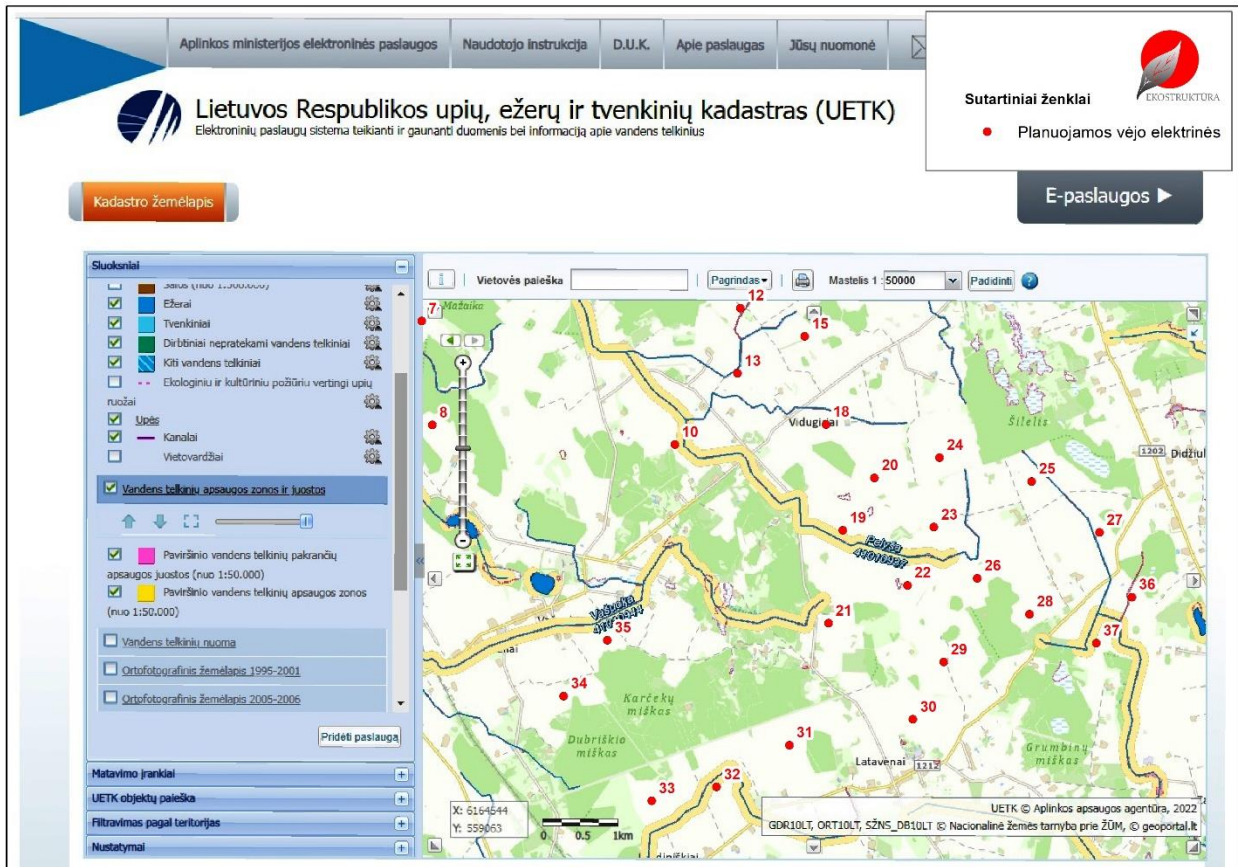 Aplinkos ministerijos elektroninės paslaugos
Naudotojo instrukcija
D.U.K.
Apie paslaugas
Jūsų nuomonė
Sutartiniai ženklai
EKOSTRUKTŪRA
Planuojamos vėjo elektrinės
Lietuvos Respublikos upių, ežerų ir tvenkinių kadastras (UETK)
Elektroninių paslaugų sistema teikianti ir gaunanti duomenis bei informaciją apie vandens telkinius
Kadastro žemėlapis
E-paslaugos
Sluoksniai
Salos (nuo 1:500.000)
Ežerai
Tvenkiniai
Dirbtiniai nepratekami vandens telkiniai
Kiti vandens telkiniai
Ekologiniu ir kultūriniu požiūriu vertingi upių
ruožai
Upės
Kanalai
Vietovardžiai
Vandens telkinių apsaugos zonos ir juostos
Paviršinio vandens telkinių pakrančių
apsaugos juostos (nuo 1:50.000)
Paviršinio vandens telkinių apsaugos zonos
(nuo 1:50.000)
Vandens telkinių nuoma
Ortofotografinis žemėlapis 1995-2001
Ortofotografinis žemėlapis 2005-2006
Pridėti paslaugą
Matavimo įrankiai
UETK objektų paieška
Filtravimas pagal teritorijas
Nustatymai
i
Vietovės paieška
Pagrindas
Mastelis 1 :
50000
Padidinti
?
7
Mažaika
12
15
13
8
10
18
Vidugiriai
Šilelis
24
1202
Didžiul
20
25
19
23
27
Pelyša
41010937
26
22
36
Vašuoka
21
28
35
37
29
34
Karčekų
miškas
30
Dubriškio
miškas
31
Grumbinų
miškas
Latavėnai
1212
33
32
X: 6164544
Y: 559063
0 0.5 1km
UETK © Aplinkos apsaugos agentūra, 2022
GDR10LT, ORT10LT, SŽNS_DB10LT © Nacionalinė žemės tarnyba prie ŽŪM, © geoportal.lt